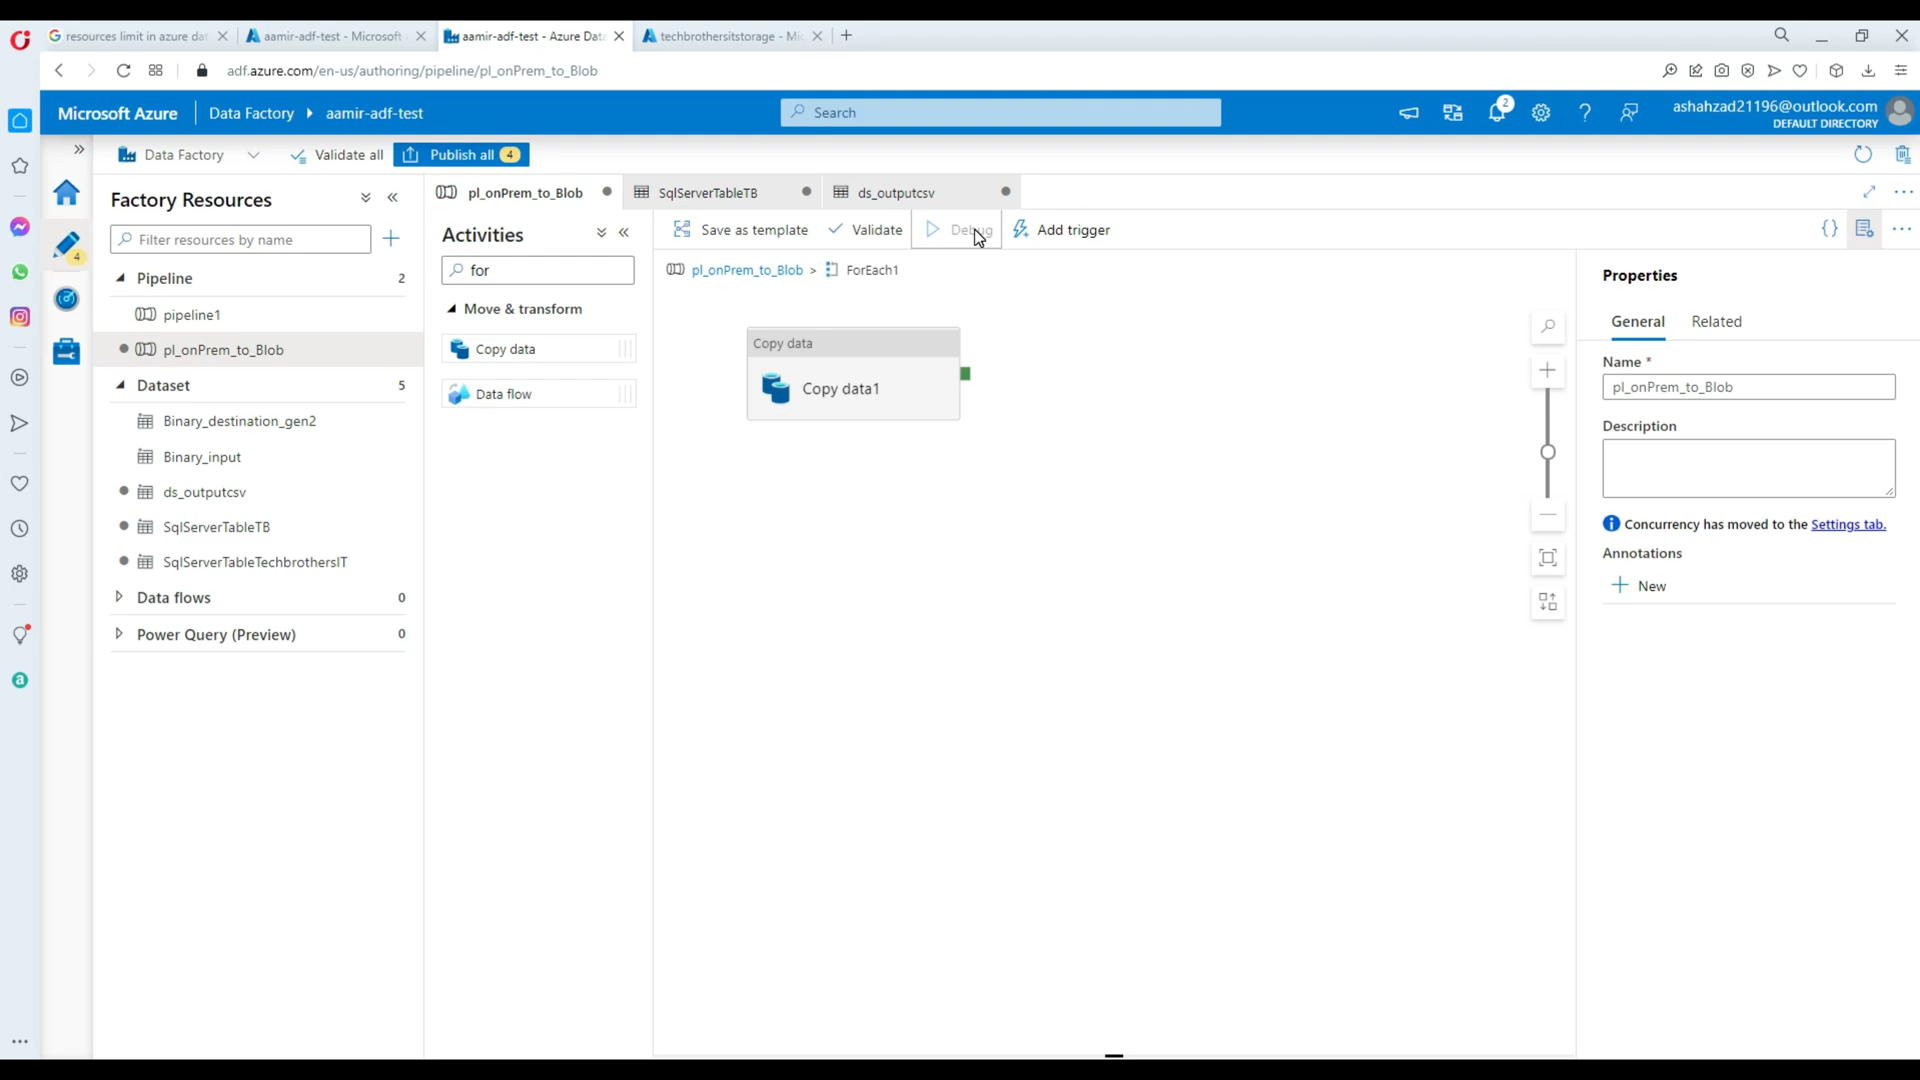 resources limit in azure dat
aamir-adf-test - Microsoft
aamir-adf-test - Azure Data
techbrothersitstorage - Mic
adf.azure.com/en-us/authoring/pipeline/pl_onPrem_to_Blob
Microsoft Azure
Data Factory
aamir-adf-test
Search
2
ashahzad21196@outlook.com
DEFAULT DIRECTORY
Data Factory
Validate all
Publish all
4
Factory Resources
pl_onPrem_to_Blob
SqlServerTableTB
ds_outputcsv
Filter resources by name
4
Activities
Save as template
Validate
Debug
Add trigger
for
pl_onPrem_to_Blob > ForEach1
Pipeline 2
pipeline1
pl_onPrem_to_Blob
Dataset 5
Binary_destination_gen2
Binary_input
ds_outputcsv
SqlServerTableTB
SqlServerTableTechbrothersIT
Data flows 0
Power Query (Preview) 0
Move & transform
Copy data
Data flow
Copy data
Copy data1
Properties
General
Related
Name *
pl_onPrem_to_Blob
Description
Concurrency has moved to the Settings tab.
Annotations
New
a